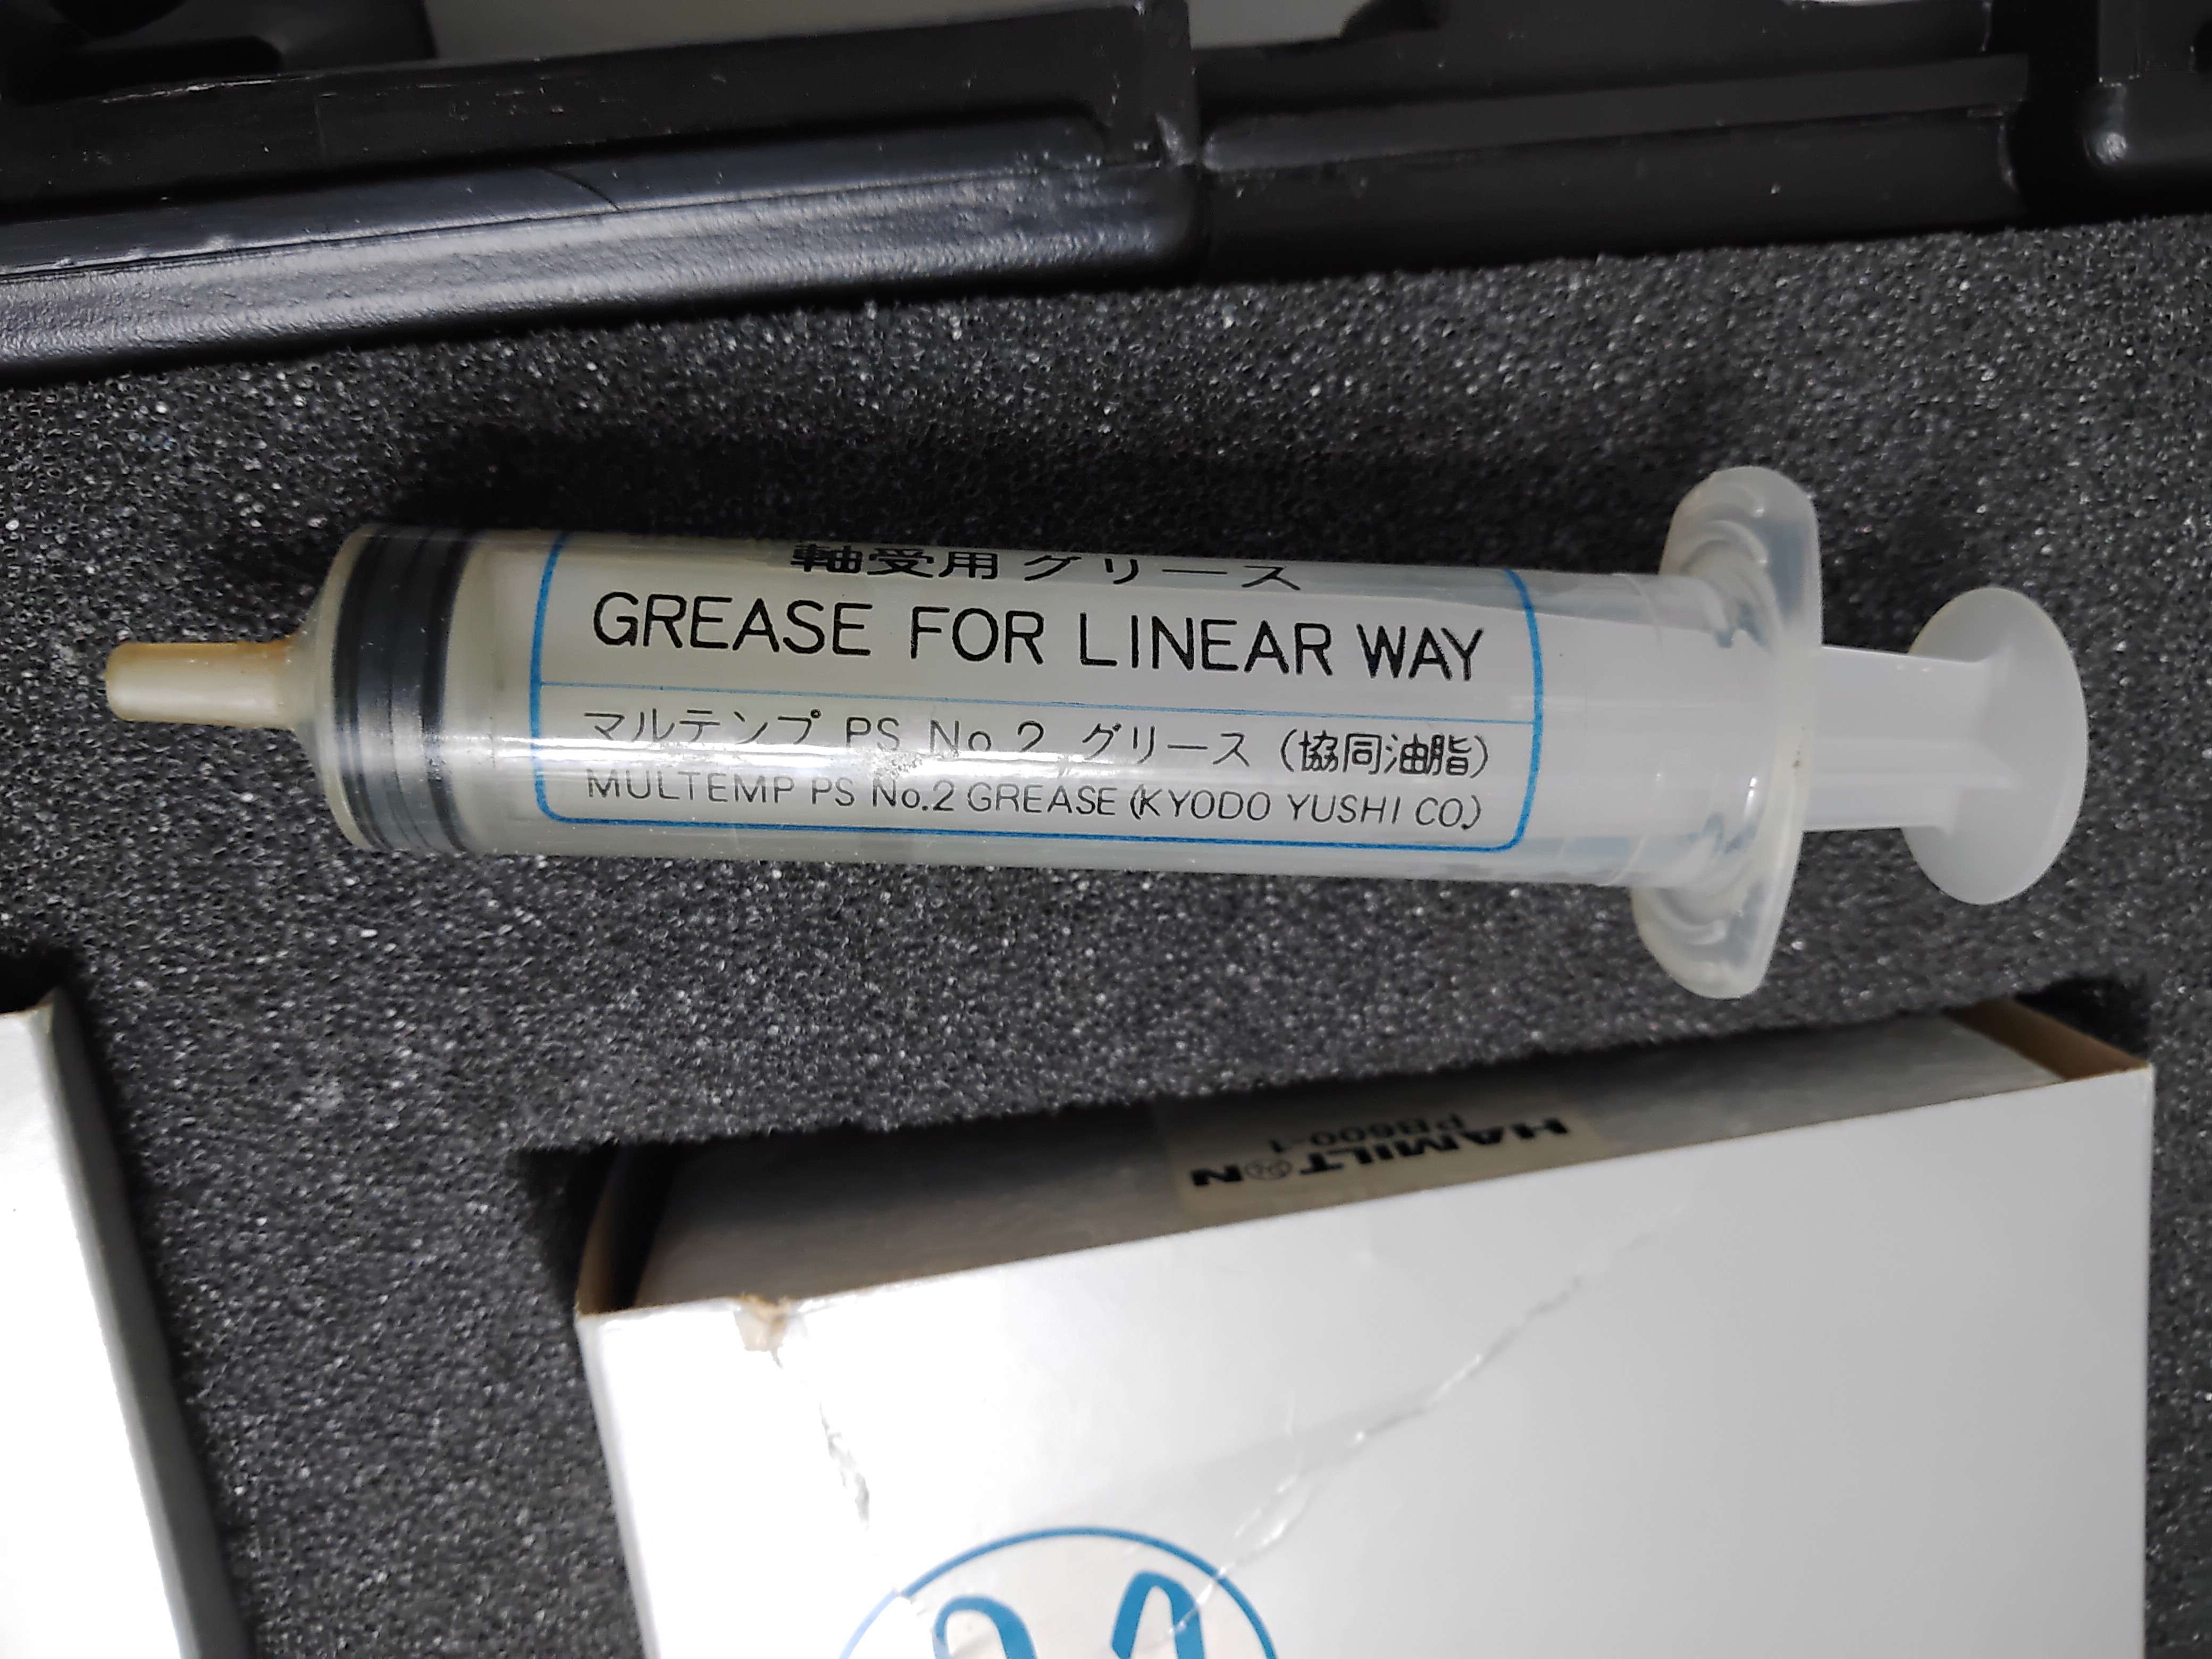 軸受用グリース
GREASE FOR LINEAR WAY
マルテンプ PS No 2 グリース (協同油脂)
MULTEMP PS No.2 GREASE (KYODO YUSHI CO.)
HAMILTON
PB600-1